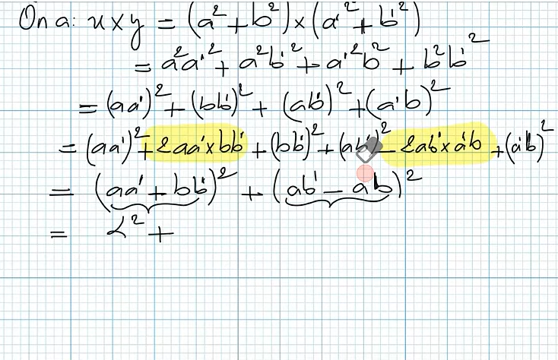 On a: x×y = (a²+b²)×(a'²+b'²)
= a²a'² + a²b'² + a'²b² + b²b'²
= (aa')² + (bb')² + (ab')² + (a'b)²
= (aa')² + 2aa'×bb' + (bb')² + (ab')² - 2ab'×a'b + (a'b)²
= (aa' + bb')² + (ab' - a'b)²
= α² +